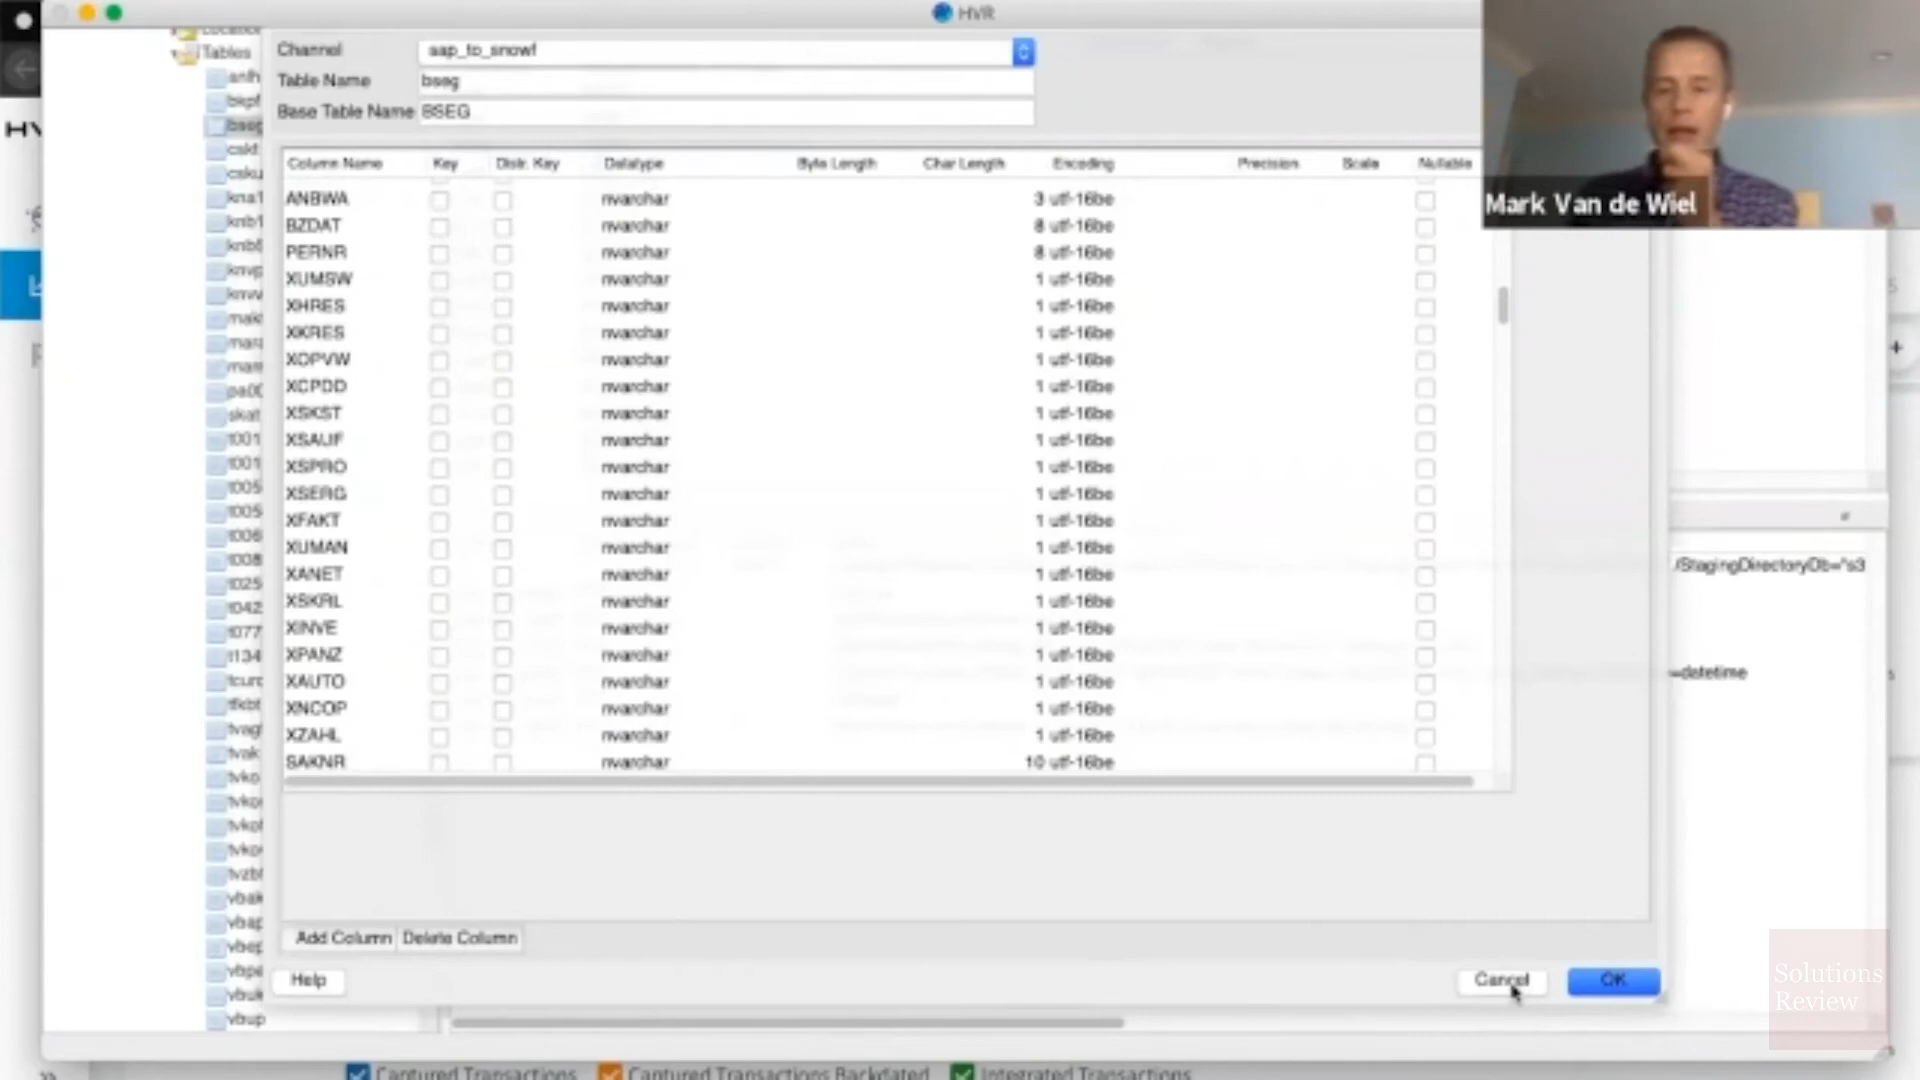 HVR
Tables
Channel
sap_to_snowf
Table Name
bseg
Base Table Name
BSEG
bkpf
bseg
Column Name Key Distr. Key Datatype Byte Length Char Length Encoding Precision Scale Nullable
ANBWA nvarchar 3 utf-16be
BZDAT nvarchar 8 utf-16be
PERNR nvarchar 8 utf-16be
XUMSW nvarchar 1 utf-16be
XHRES nvarchar 1 utf-16be
XKRES nvarchar 1 utf-16be
XOPVW nvarchar 1 utf-16be
XCPDD nvarchar 1 utf-16be
XSKST nvarchar 1 utf-16be
XSAUF nvarchar 1 utf-16be
XSPRO nvarchar 1 utf-16be
XSERG nvarchar 1 utf-16be
XFAKT nvarchar 1 utf-16be
XUMAN nvarchar 1 utf-16be
XANET nvarchar 1 utf-16be
XSKRL nvarchar 1 utf-16be
XINVE nvarchar 1 utf-16be
XPANZ nvarchar 1 utf-16be
XAUTO nvarchar 1 utf-16be
XNCOP nvarchar 1 utf-16be
XZAHL nvarchar 1 utf-16be
SAKNR nvarchar 10 utf-16be
Mark Van de Wiel
/StagingDirectoryDb="s3
=datetime
vbup
Add Column Delete Column
Help
Cancel OK
Solutions
Review
Captured Transactions Captured Transactions Backdated Integrated Transactions